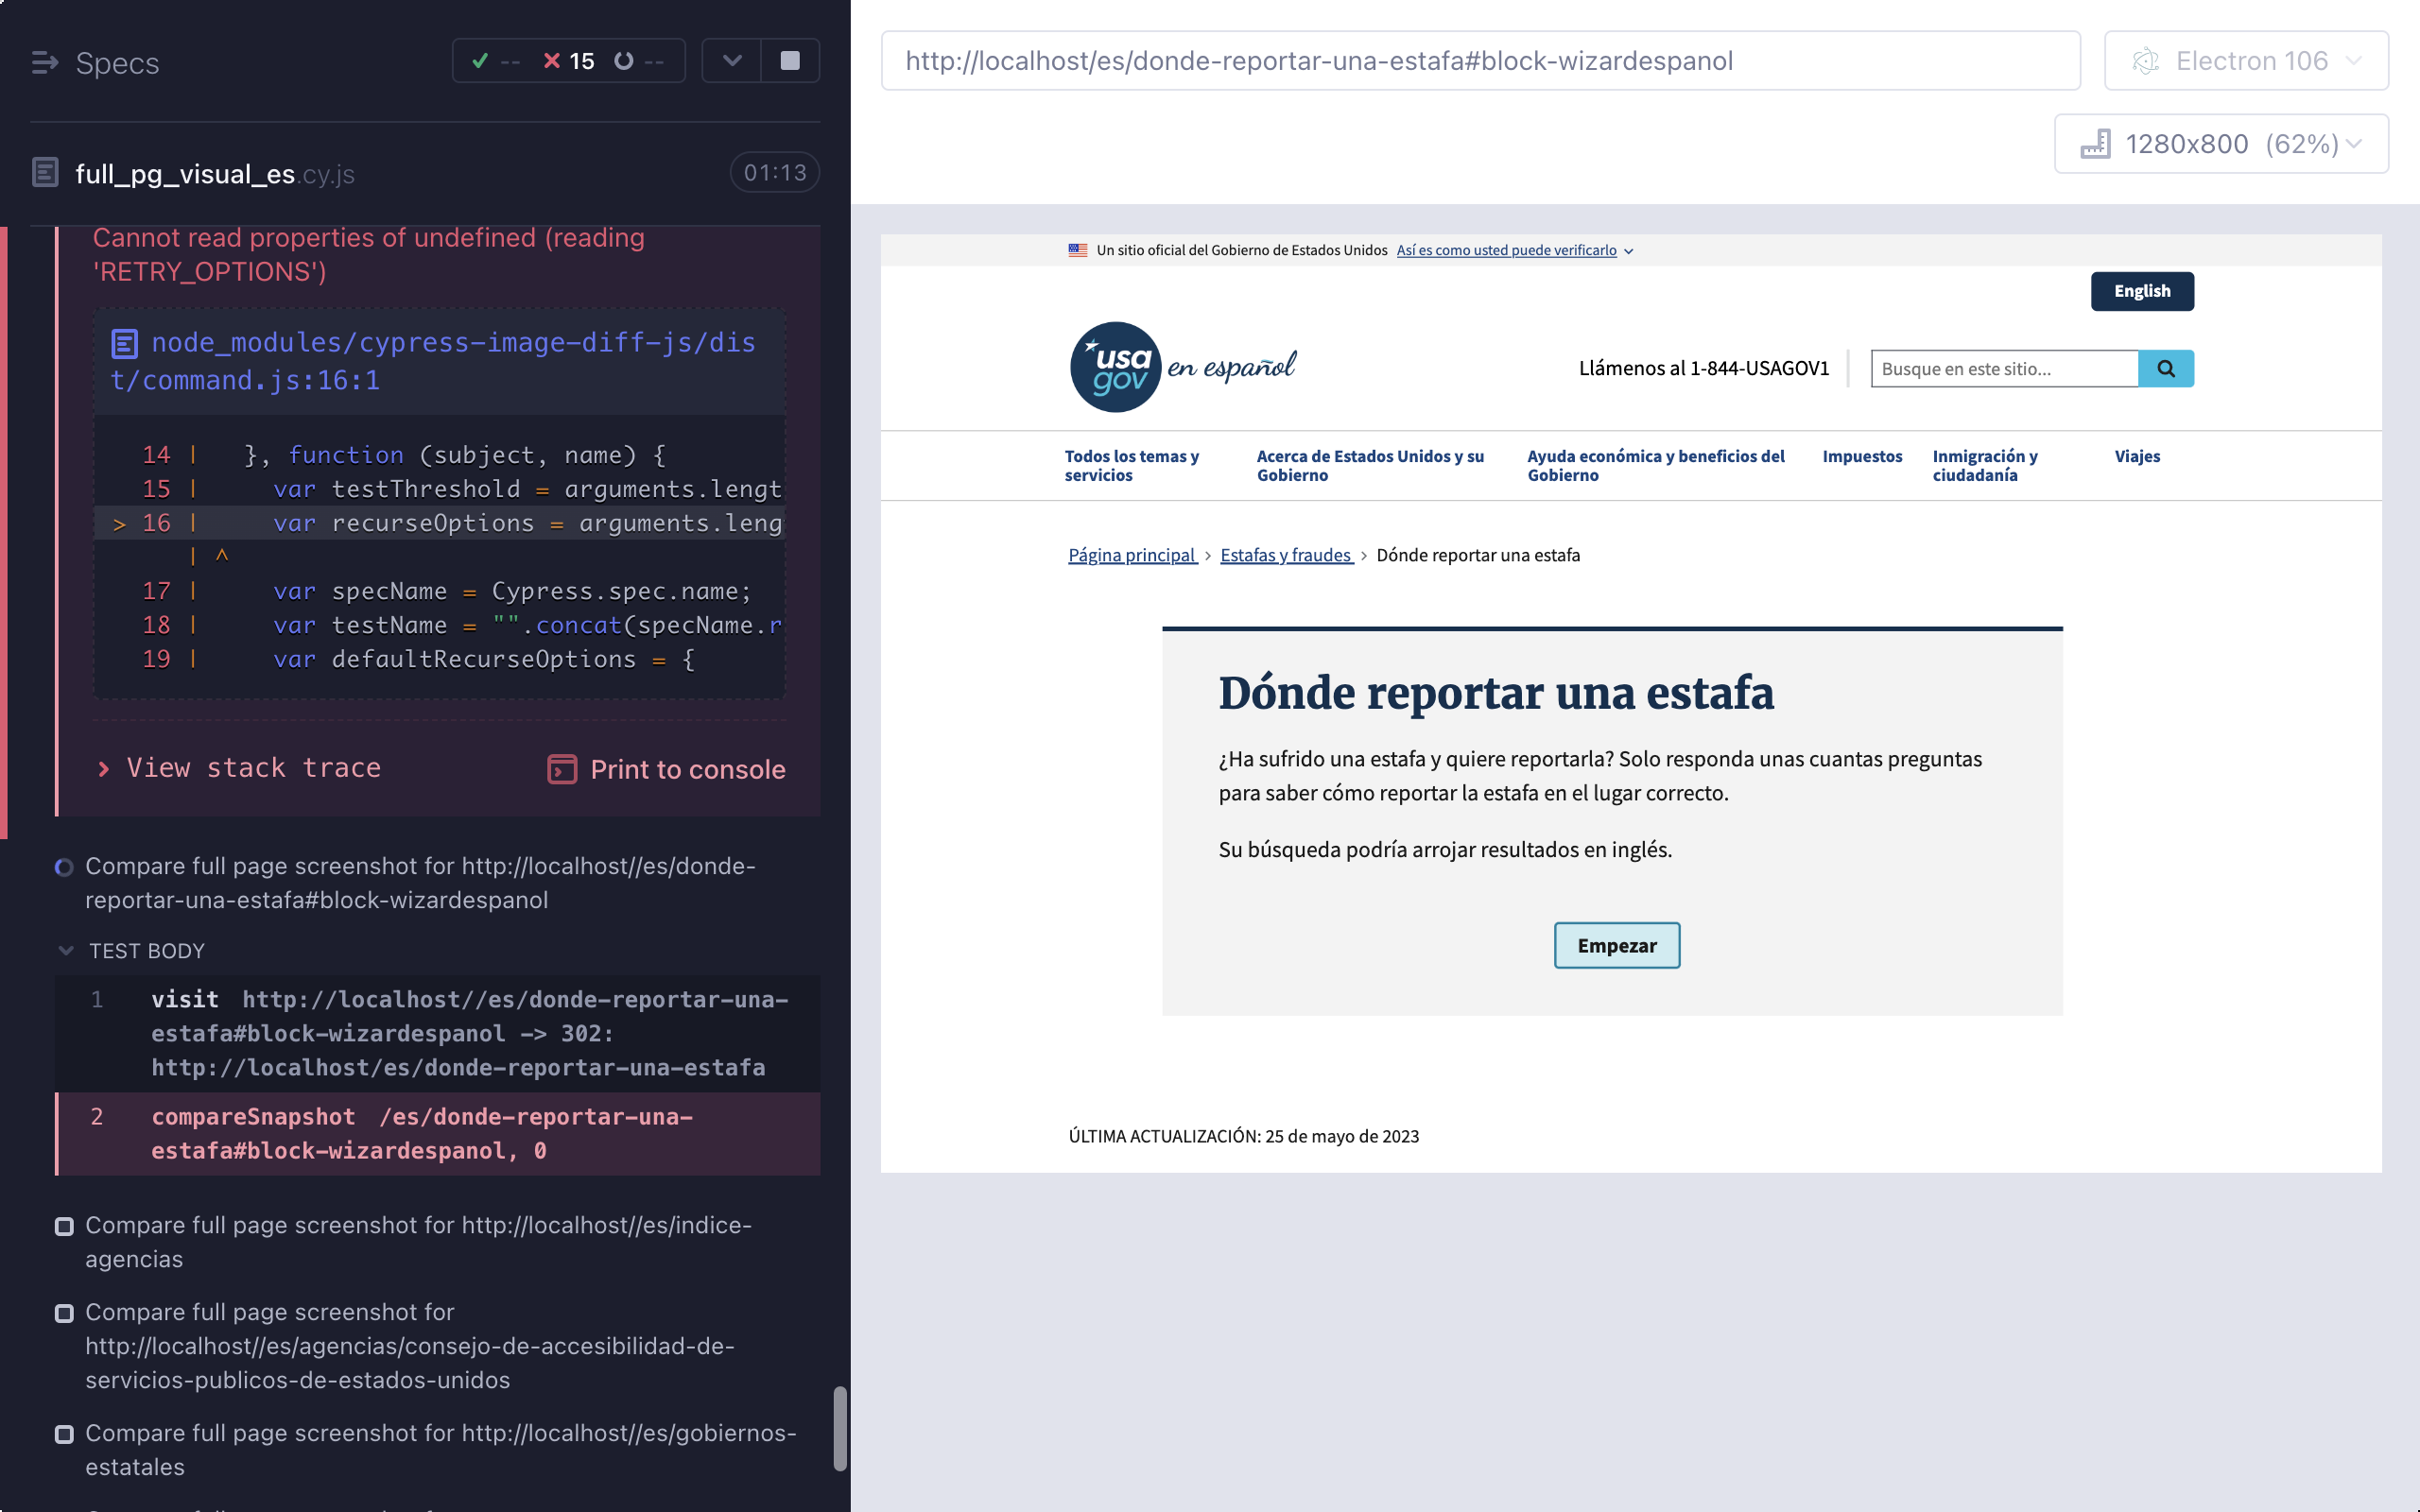 Specs
-- 15 --
full_pg_visual_es.cy.js
01:13
Cannot read properties of undefined (reading
'RETRY_OPTIONS')
node_modules/cypress-image-diff-js/dis
t/command.js:16:1
14 |   }, function (subject, name) {
15 |     var testThreshold = arguments.lengt
> 16 |     var recurseOptions = arguments.leng
| ^
17 |     var specName = Cypress.spec.name;
18 |     var testName = "".concat(specName.r
19 |     var defaultRecurseOptions = {
View stack trace
Print to console
Compare full page screenshot for http://localhost//es/donde-
reportar-una-estafa#block-wizardespanol
TEST BODY
1 visit http://localhost//es/donde-reportar-una-
estafa#block-wizardespanol -> 302:
http://localhost/es/donde-reportar-una-estafa
2 compareSnapshot /es/donde-reportar-una-
estafa#block-wizardespanol, 0
Compare full page screenshot for http://localhost//es/indice-
agencias
Compare full page screenshot for
http://localhost//es/agencias/consejo-de-accesibilidad-de-
servicios-publicos-de-estados-unidos
Compare full page screenshot for http://localhost//es/gobiernos-
estatales
http://localhost/es/donde-reportar-una-estafa#block-wizardespanol
Electron 106
1280x800 (62%)
Un sitio oficial del Gobierno de Estados Unidos Así es como usted puede verificarlo
English
usa
gov
en español
Llámenos al 1-844-USAGOV1
Busque en este sitio...
Todos los temas y
servicios
Acerca de Estados Unidos y su
Gobierno
Ayuda económica y beneficios del
Gobierno
Impuestos
Inmigración y
ciudadanía
Viajes
Página principal › Estafas y fraudes › Dónde reportar una estafa
Dónde reportar una estafa
¿Ha sufrido una estafa y quiere reportarla? Solo responda unas cuantas preguntas
para saber cómo reportar la estafa en el lugar correcto.
Su búsqueda podría arrojar resultados en inglés.
Empezar
ÚLTIMA ACTUALIZACIÓN: 25 de mayo de 2023